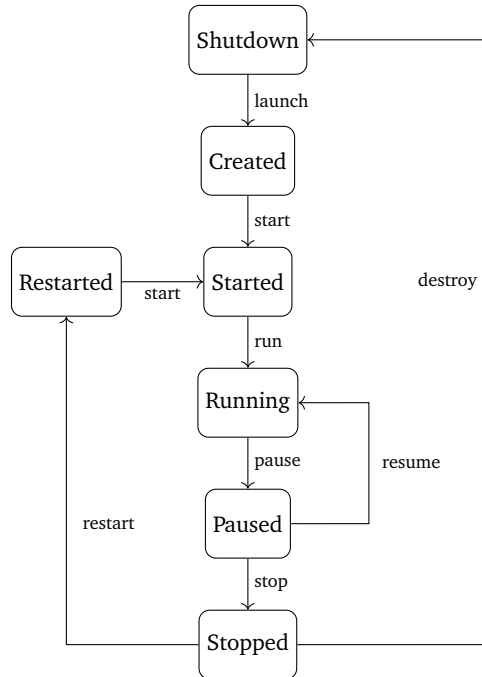 Shutdown
launch
Created
start
Restarted
start
Started
destroy
run
Running
pause
resume
Paused
restart
stop
Stopped